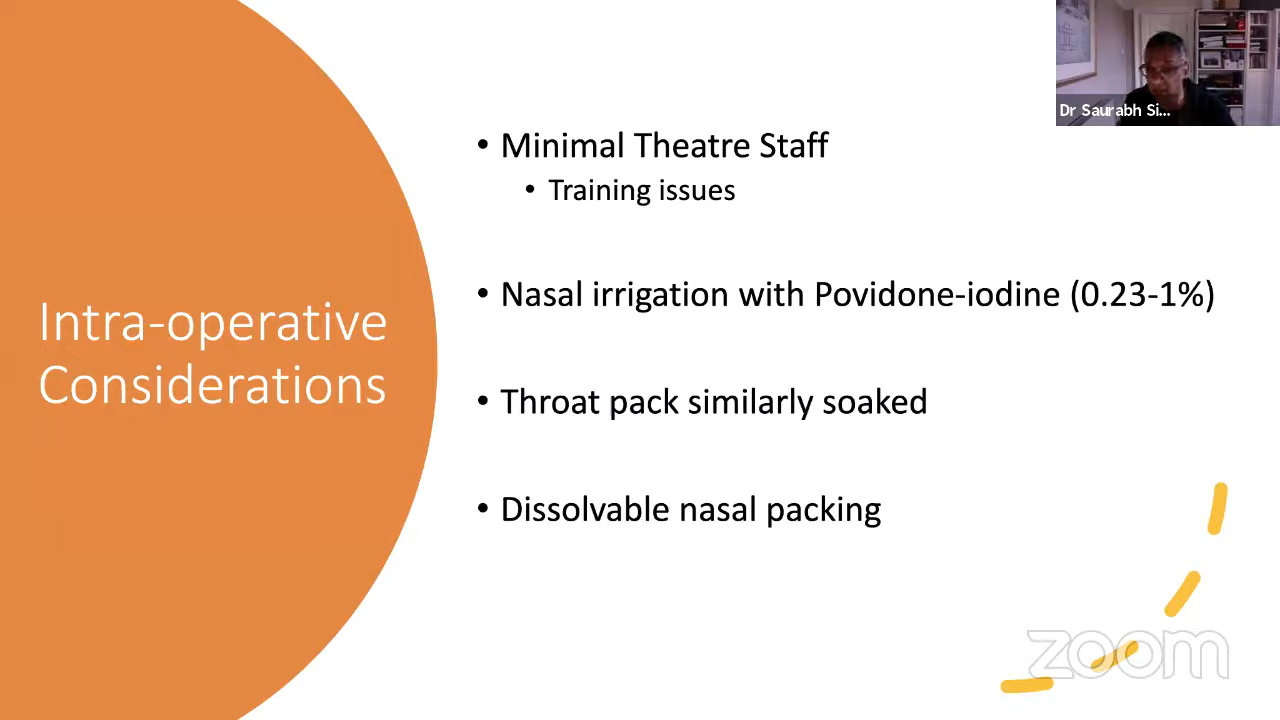 Dr Saurabh Si...
Intra-operative
Considerations
• Minimal Theatre Staff
• Training issues
• Nasal irrigation with Povidone-iodine (0.23-1%)
• Throat pack similarly soaked
• Dissolvable nasal packing
zoom